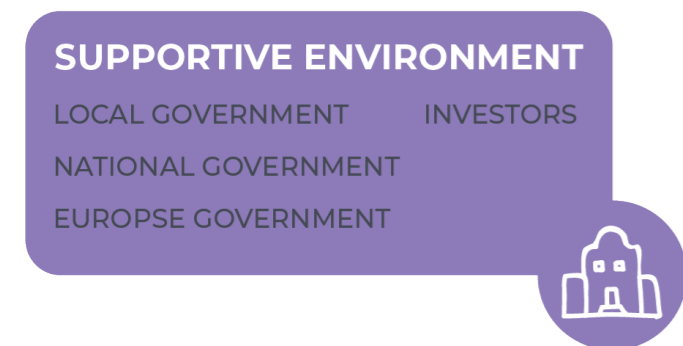 SUPPORTIVE ENVIRONMENT
LOCAL GOVERNMENT INVESTORS
NATIONAL GOVERNMENT
EUROPSE GOVERNMENT